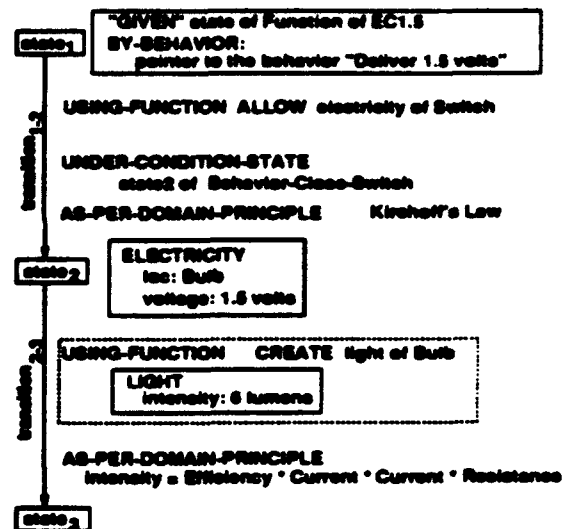 "GIVEN" state of Function of EC1.5
state1
BY-BEHAVIOR:
pointer to the behavior "Deliver 1.5 volts"
USING-FUNCTION ALLOW electricity of Switch
transition1-2
UNDER-CONDITION-STATE
state2 of Behavior-Close-Switch
AS-PER-DOMAIN-PRINCIPLE Kirchoff's Law
state2
ELECTRICITY
loc: Bulb
voltage: 1.5 volts
USING-FUNCTION CREATE light of Bulb
transition2-3
LIGHT
intensity: 6 lumens
AS-PER-DOMAIN-PRINCIPLE
intensity = Efficiency * Current * Current * Resistance
state3